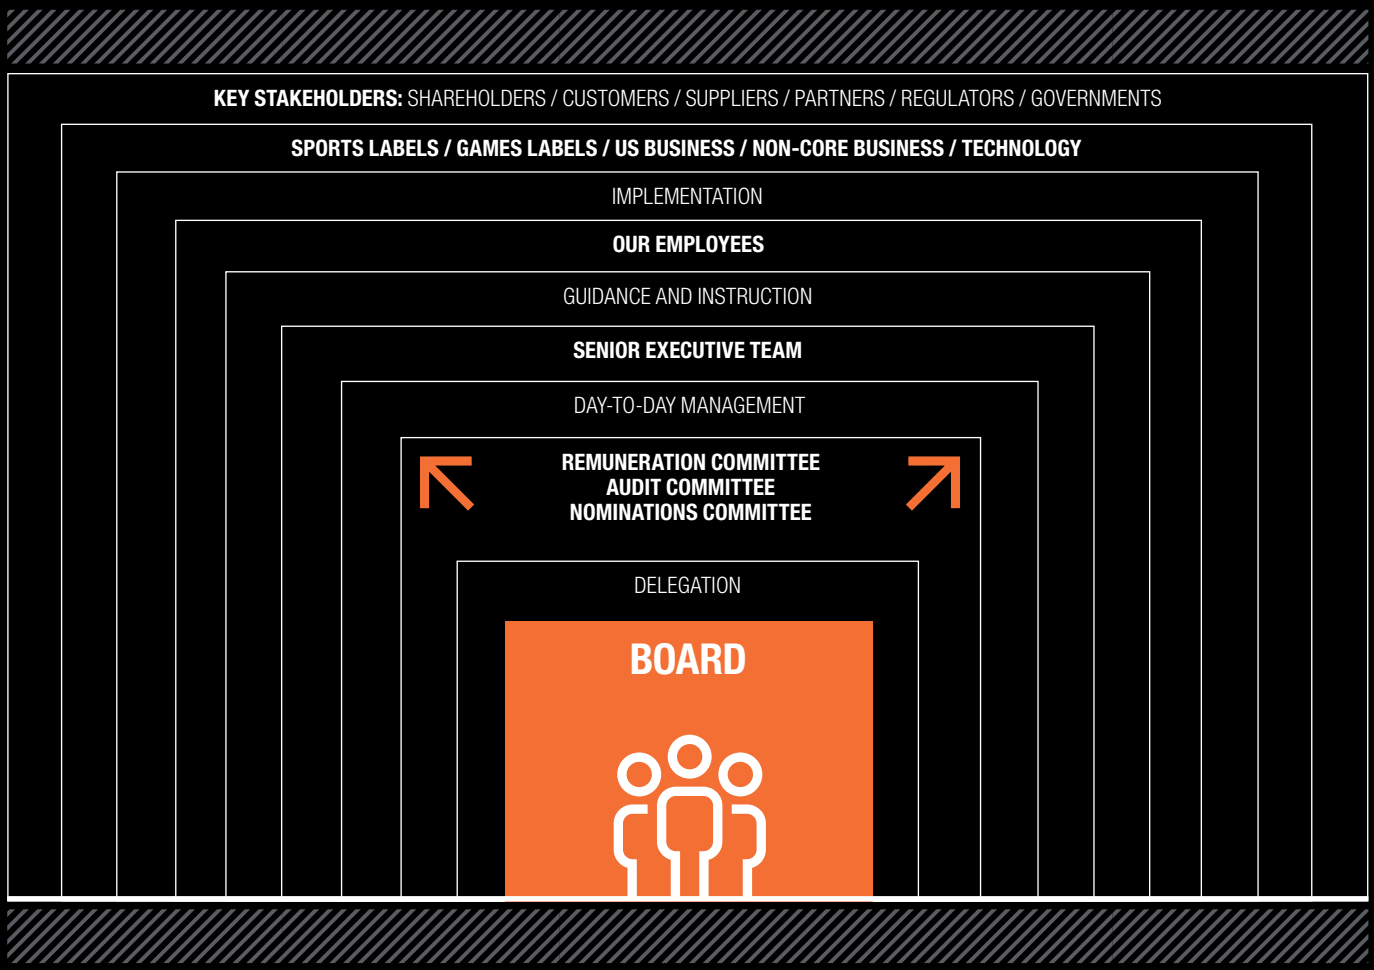 KEY STAKEHOLDERS: SHAREHOLDERS / CUSTOMERS / SUPPLIERS / PARTNERS / REGULATORS / GOVERNMENTS
SPORTS LABELS / GAMES LABELS / US BUSINESS / NON-CORE BUSINESS / TECHNOLOGY
IMPLEMENTATION
OUR EMPLOYEES
GUIDANCE AND INSTRUCTION
SENIOR EXECUTIVE TEAM
DAY-TO-DAY MANAGEMENT
REMUNERATION COMMITTEE
AUDIT COMMITTEE
NOMINATIONS COMMITTEE
DELEGATION
BOARD